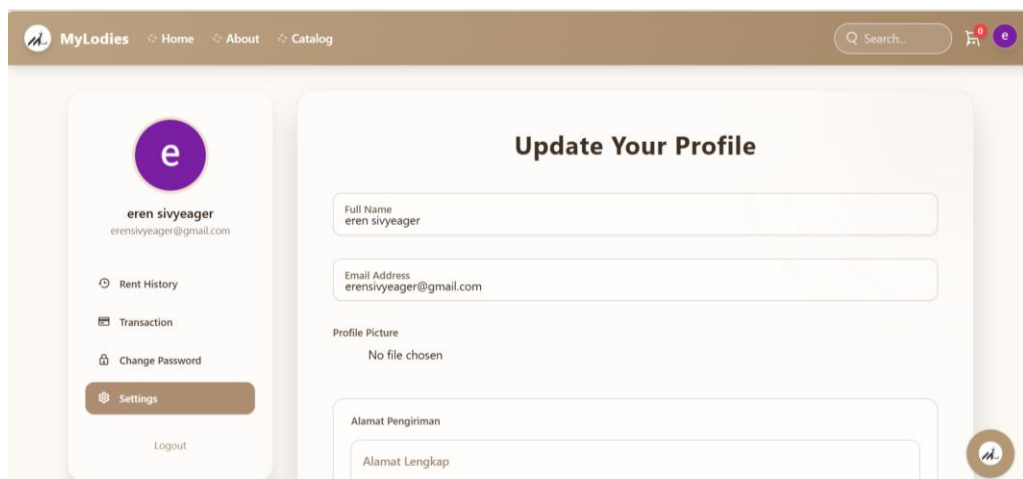 MyLodies Home About Catalog Search... 0 e
e
eren sivyeager
erensivyeager@gmail.com
Rent History
Transaction
Change Password
Settings
Logout
Update Your Profile
Full Name
eren sivyeager
Email Address
erensivyeager@gmail.com
Profile Picture
No file chosen
Alamat Pengiriman
Alamat Lengkap